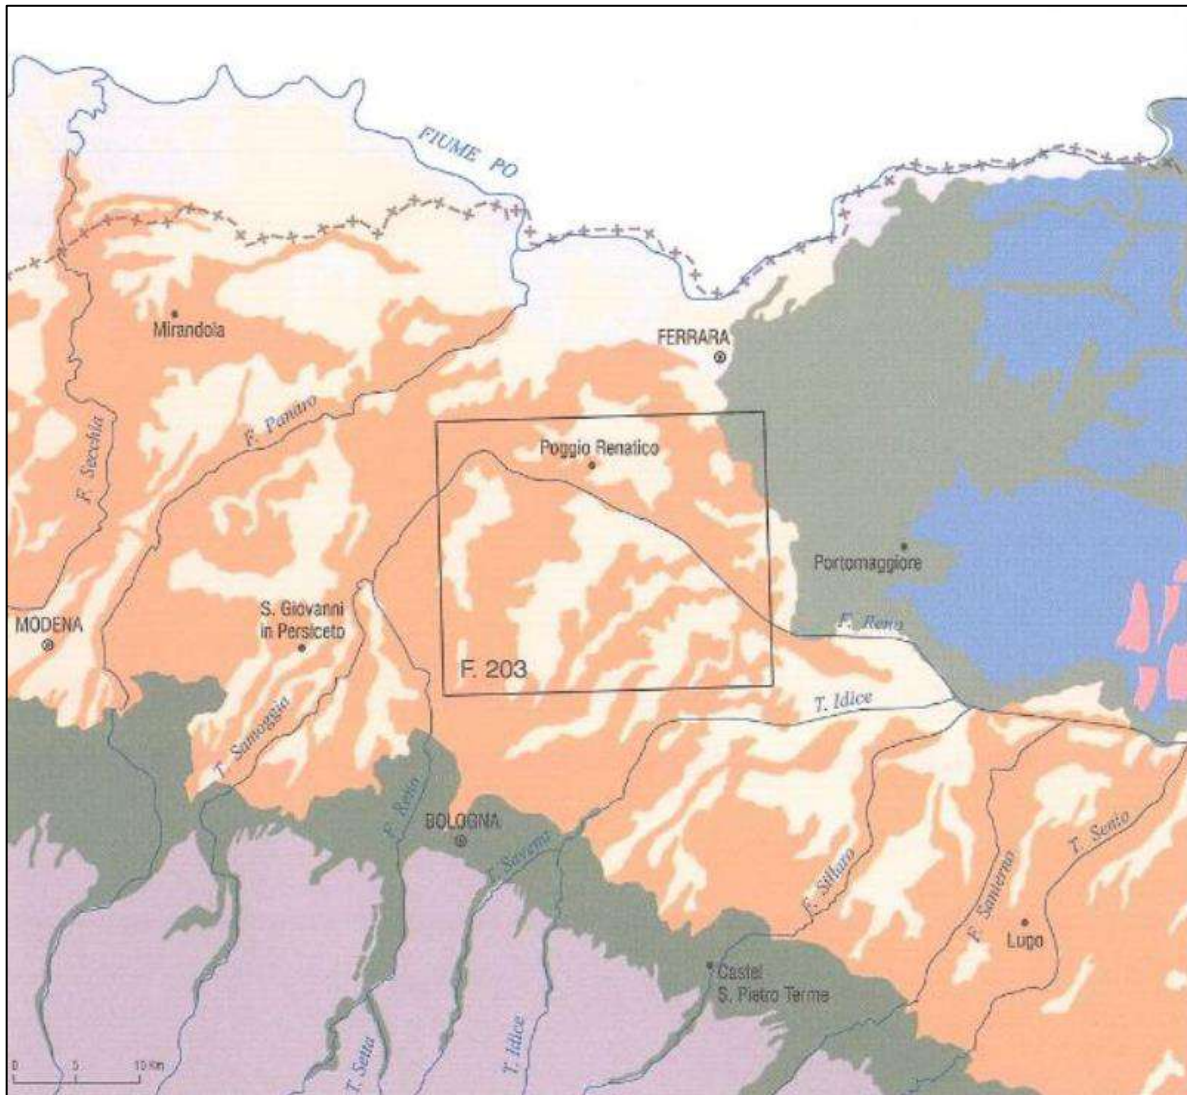 FIUME PO
Mirandola
FERRARA
F. Secchia
F. Panaro
Poggio Renatico
Portomaggiore
S. Giovanni
in Persiceto
MODENA
F. Reno
F. 203
T. Idice
T. Samoggia
F. Reno
BOLOGNA
T. Savena
F. Sillaro
F. Santerno
T. Senio
Lugo
Castel
S. Pietro Terme
T. Setta
T. Idice
0 5 10 Km